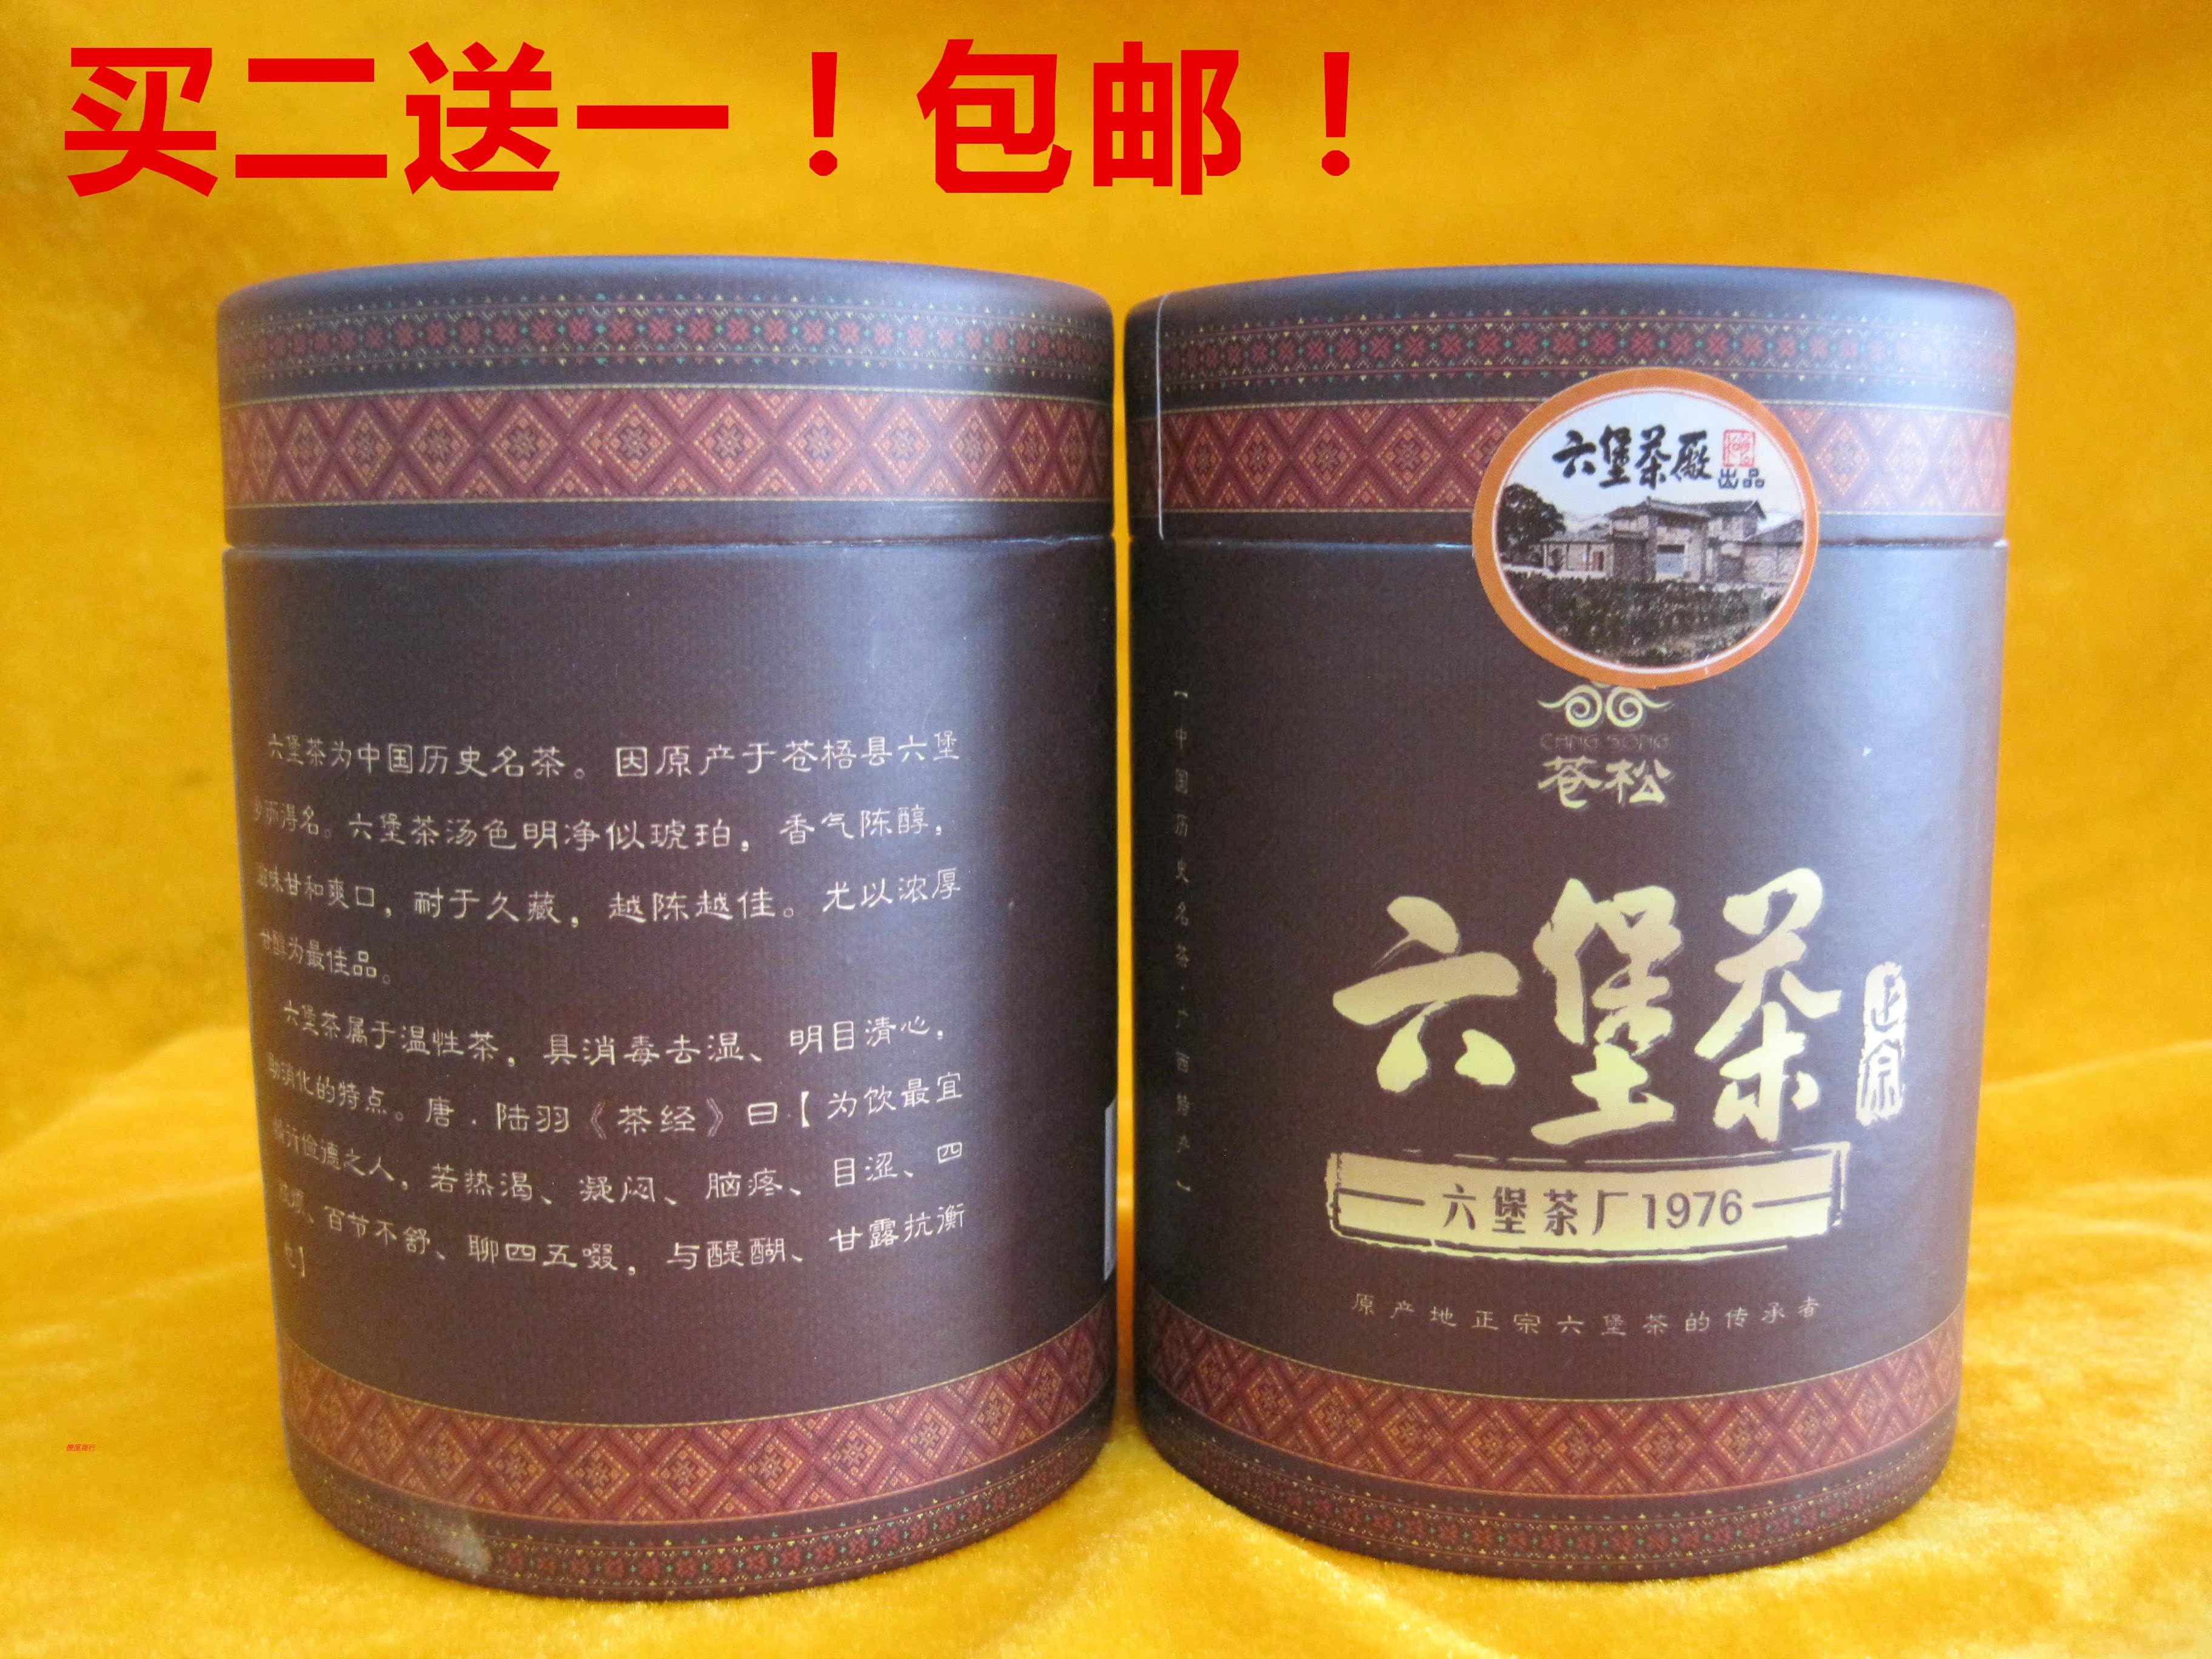 买二送一！包邮！
六堡茶为中国历史名茶。因原产于苍梧县六堡
乡而得名。六堡茶汤色明净似琥珀，香气陈醇，
滋味甘和爽口，耐于久藏，越陈越佳。尤以浓厚
甘醇为最佳品。
六堡茶属于温性茶，具消毒去湿、明目清心，
助消化的特点。唐．陆羽《茶经》曰【为饮最宜
精行俭德之人，若热渴、凝闷、脑疼、目涩、四
烦、百节不舒、聊四五啜，与醍醐、甘露抗衡
也】
六堡茶廠
出品
CANG SONG
苍松
【中国历史名茶·广西
六堡茶
正宗
六堡茶厂1976
原产地正宗六堡茶的传承者